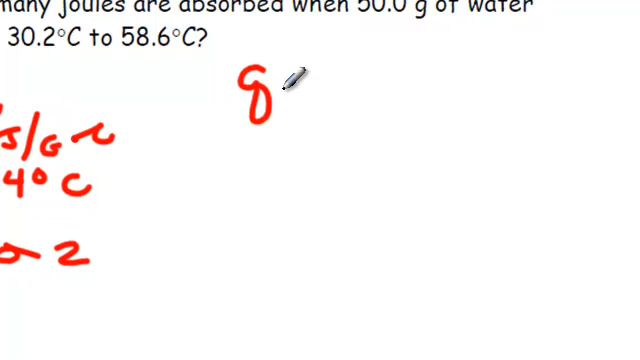 many joules are absorbed when 50.0 g of water
30.2°C to 58.6°C?
q
J/G °C
4° C
2